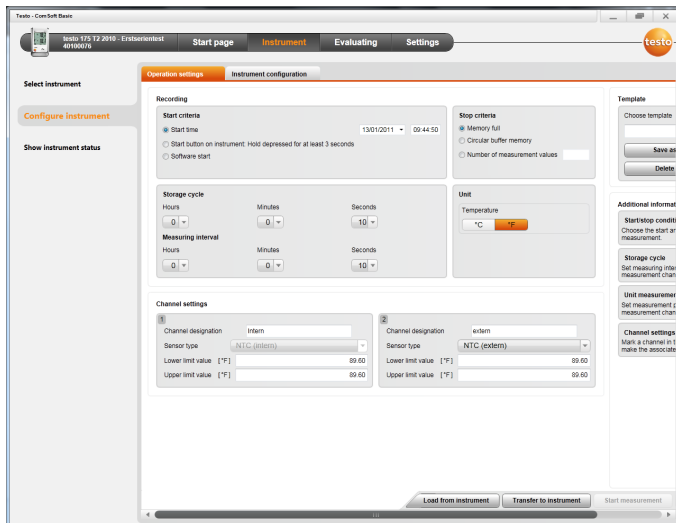 Testo - ComSoft Basic
testo 175 T2 2010 - Erstserientest
40100076
Start page
Instrument
Evaluating
Settings
testo
Select instrument
Configure instrument
Show instrument status
Operation settings
Instrument configuration
Recording
Start criteria
Start time
13/01/2011
09:44:50
Start button on instrument: Hold depressed for at least 3 seconds
Software start
Stop criteria
Memory full
Circular buffer memory
Number of measurement values
Storage cycle
Hours Minutes Seconds
0 0 10
Measuring interval
Hours Minutes Seconds
0 0 10
Unit
Temperature
°C °F
Channel settings
1
Channel designation Intern
Sensor type NTC (intern)
Lower limit value [°F] 89.60
Upper limit value [°F] 89.60
2
Channel designation extern
Sensor type NTC (extern)
Lower limit value [°F] 89.60
Upper limit value [°F] 89.60
Template
Choose template
Save as
Delete
Additional informat
Start/stop conditi
Choose the start an
measurement.
Storage cycle
Set measuring inter
measurement chan
Unit measuremen
Set measurement p
measurement chan
Channel settings
Mark a channel in t
make the associate
Load from instrument
Transfer to instrument
Start measurement